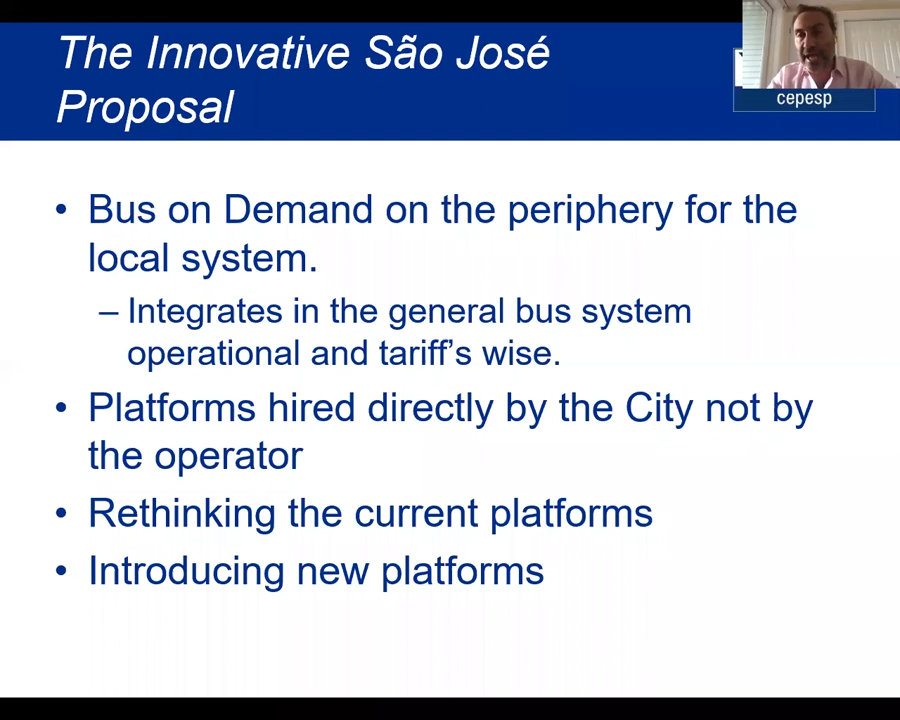 The Innovative São José
Proposal
cepesp
• Bus on Demand on the periphery for the
local system.
– Integrates in the general bus system
operational and tariff’s wise.
• Platforms hired directly by the City not by
the operator
• Rethinking the current platforms
• Introducing new platforms